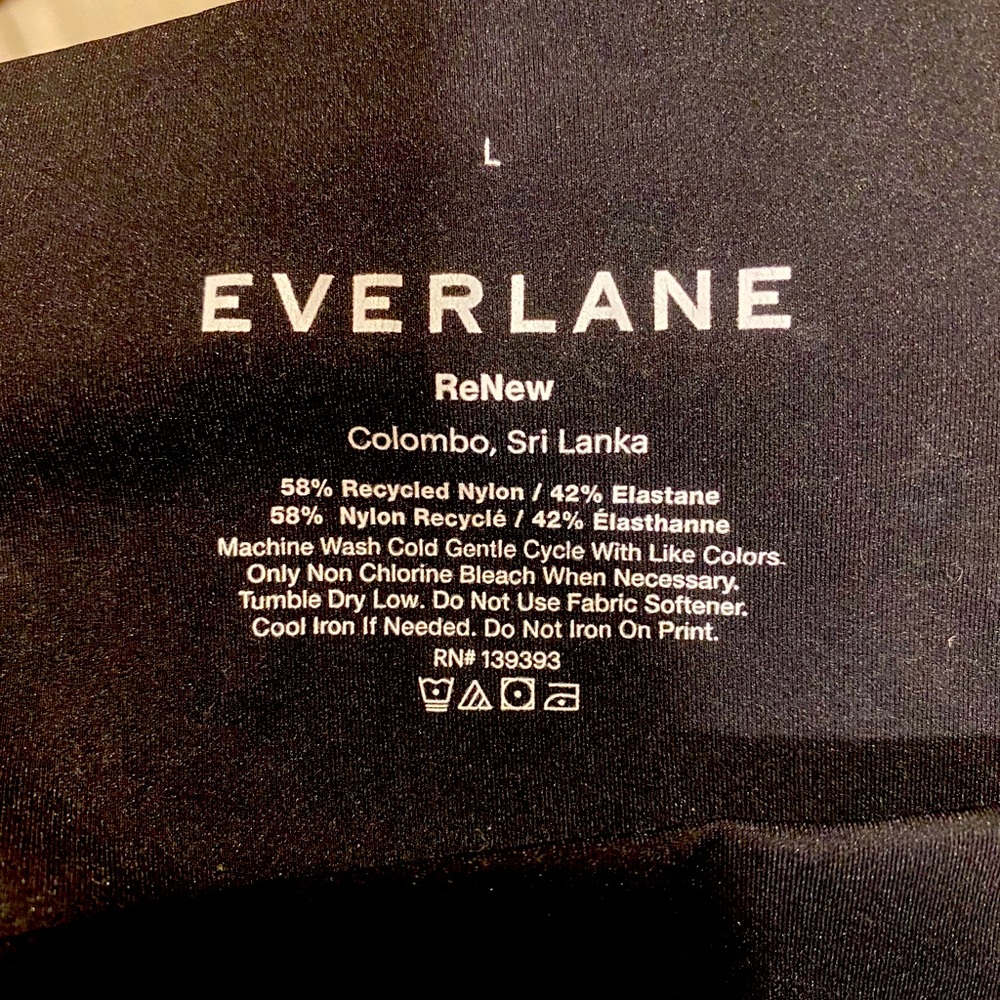 L
EVERLANE
ReNew
Colombo, Sri Lanka
58% Recycled Nylon / 42% Elastane
58% Nylon Recyclé / 42% Élasthanne
Machine Wash Cold Gentle Cycle With Like Colors.
Only Non Chlorine Bleach When Necessary.
Tumble Dry Low. Do Not Use Fabric Softener.
Cool Iron If Needed. Do Not Iron On Print.
RN# 139393